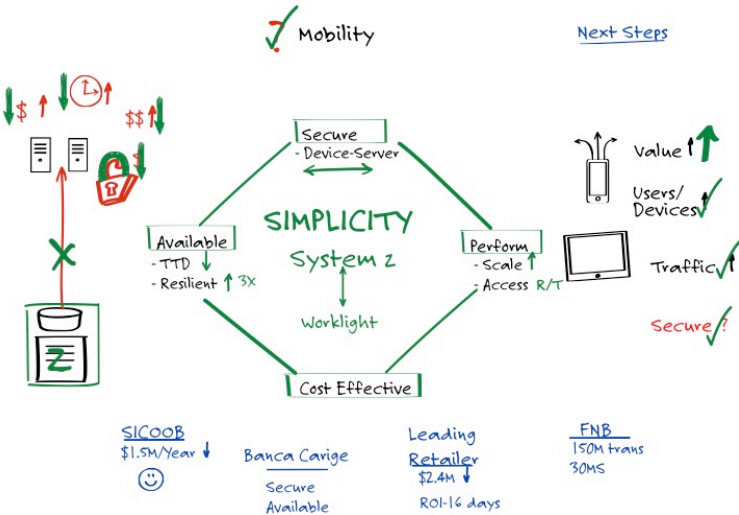 ? Mobility
Next Steps
$
$$
$
Secure
- Device-Server
Value
Users/
Devices
SIMPLICITY
System z
Worklight
Available
- TTD
- Resilient 3X
Perform
- Scale
- Access R/T
Traffic
Secure ?
Z
Cost Effective
SICOOB
$1.5M/Year
Banca Carige
Secure
Available
Leading
Retailer
$2.4M
ROI-16 days
FNB
150M trans
30MS